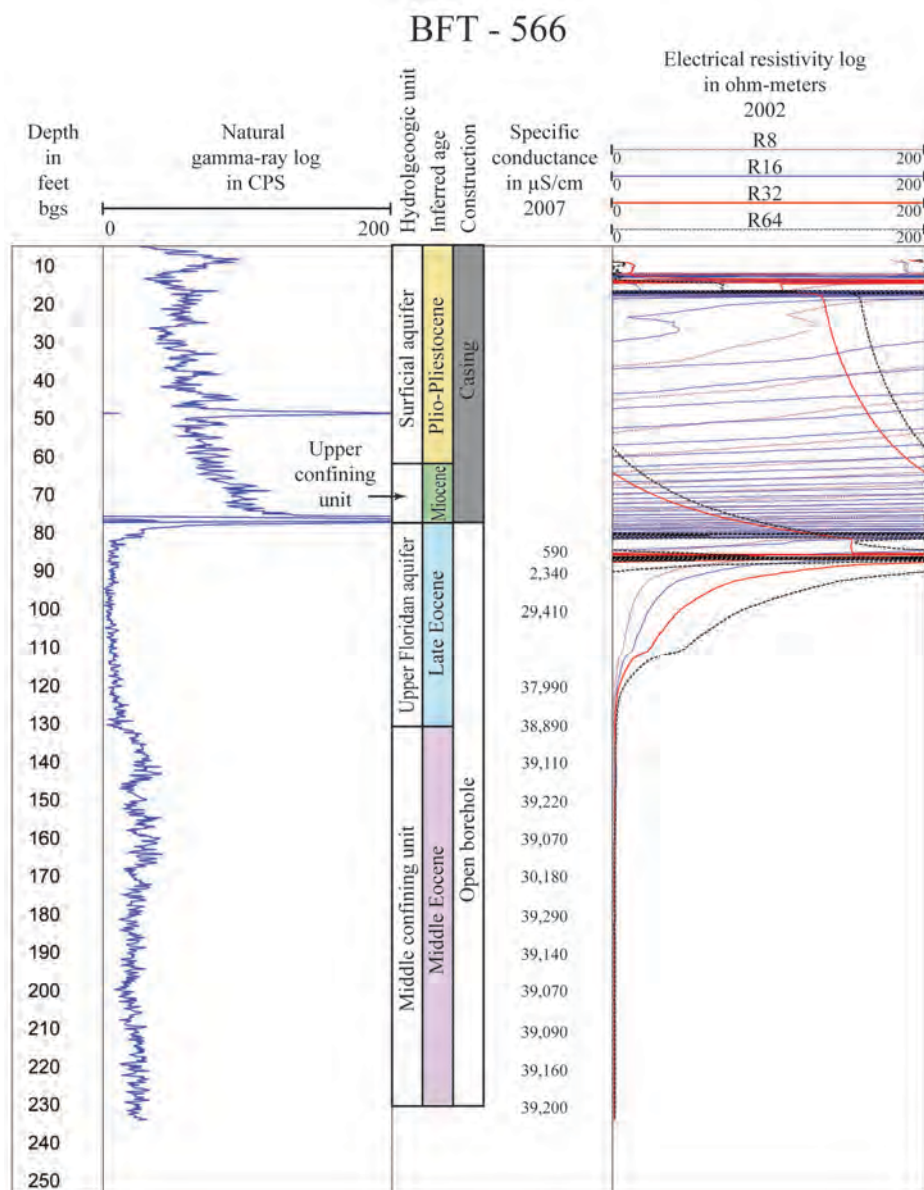 BFT - 566
Depth
in
feet
bgs
Natural
gamma-ray log
in CPS
0 200
Hydrolgeoogic unit
Inferred age
Construction
Specific
conductance
in µS/cm
2007
Electrical resistivity log
in ohm-meters
2002
R8
0 200
R16
0 200
R32
0 200
R64
0 200
10
20
30
40
50
60
70
80
90
100
110
120
130
140
150
160
170
180
190
200
210
220
230
240
250
Surficial aquifer
Upper
confining
unit
Upper Floridan aquifer
Middle confining unit
Plio-Pliestocene
Miocene
Late Eocene
Middle Eocene
Casing
Open borehole
590
2,340
29,410
37,990
38,890
39,110
39,220
39,070
30,180
39,290
39,140
39,070
39,090
39,160
39,200